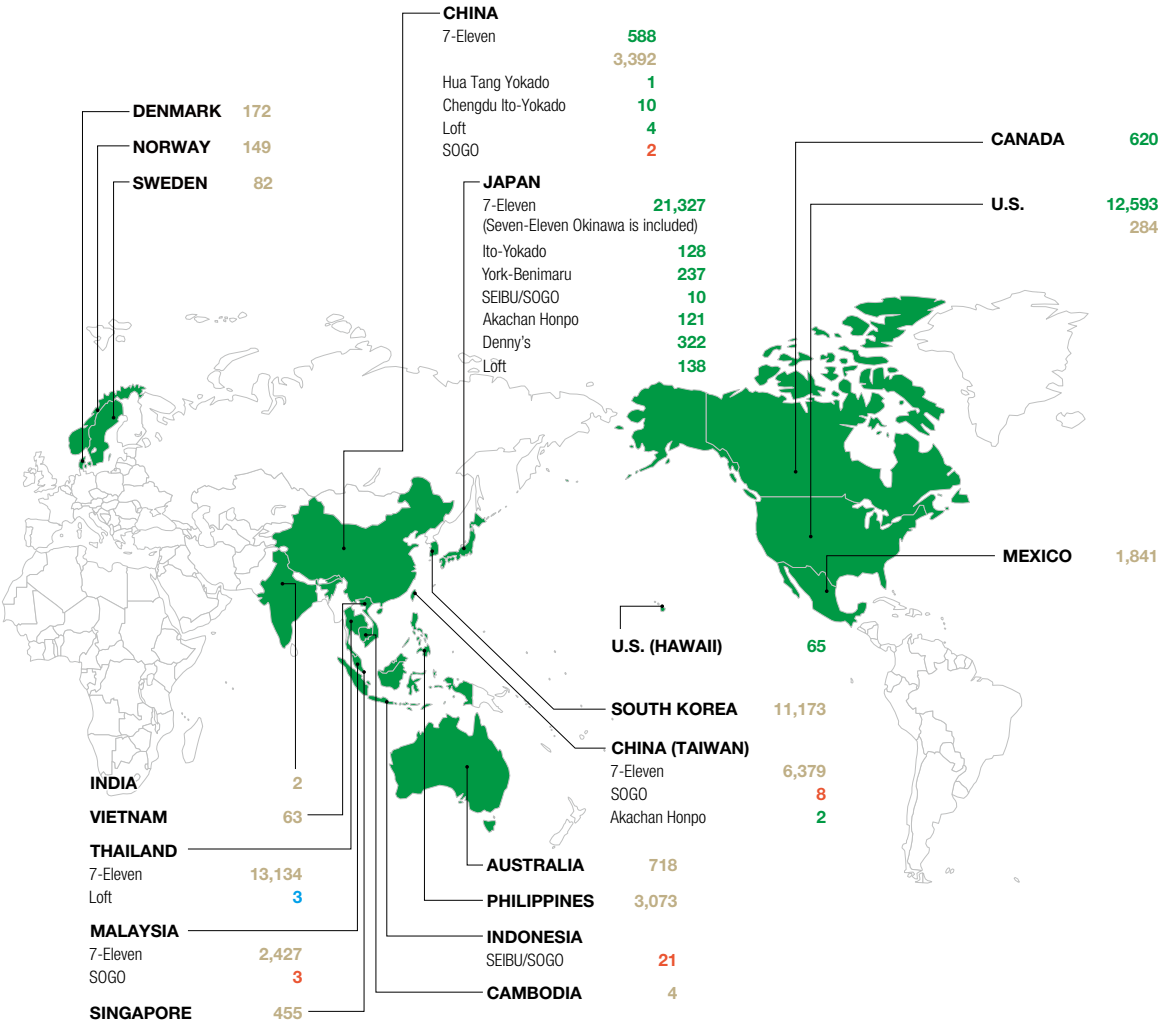 CHINA
7-Eleven 588
3,392
Hua Tang Yokado 1
Chengdu Ito-Yokado 10
Loft 4
SOGO 2
DENMARK 172
NORWAY 149
SWEDEN 82
JAPAN
7-Eleven 21,327
(Seven-Eleven Okinawa is included)
Ito-Yokado 128
York-Benimaru 237
SEIBU/SOGO 10
Akachan Honpo 121
Denny's 322
Loft 138
CANADA 620
U.S. 12,593
284
MEXICO 1,841
U.S. (HAWAII) 65
SOUTH KOREA 11,173
CHINA (TAIWAN)
7-Eleven 6,379
SOGO 8
Akachan Honpo 2
INDIA 2
VIETNAM 63
THAILAND
7-Eleven 13,134
Loft 3
MALAYSIA
7-Eleven 2,427
SOGO 3
SINGAPORE 455
AUSTRALIA 718
PHILIPPINES 3,073
INDONESIA
SEIBU/SOGO 21
CAMBODIA 4